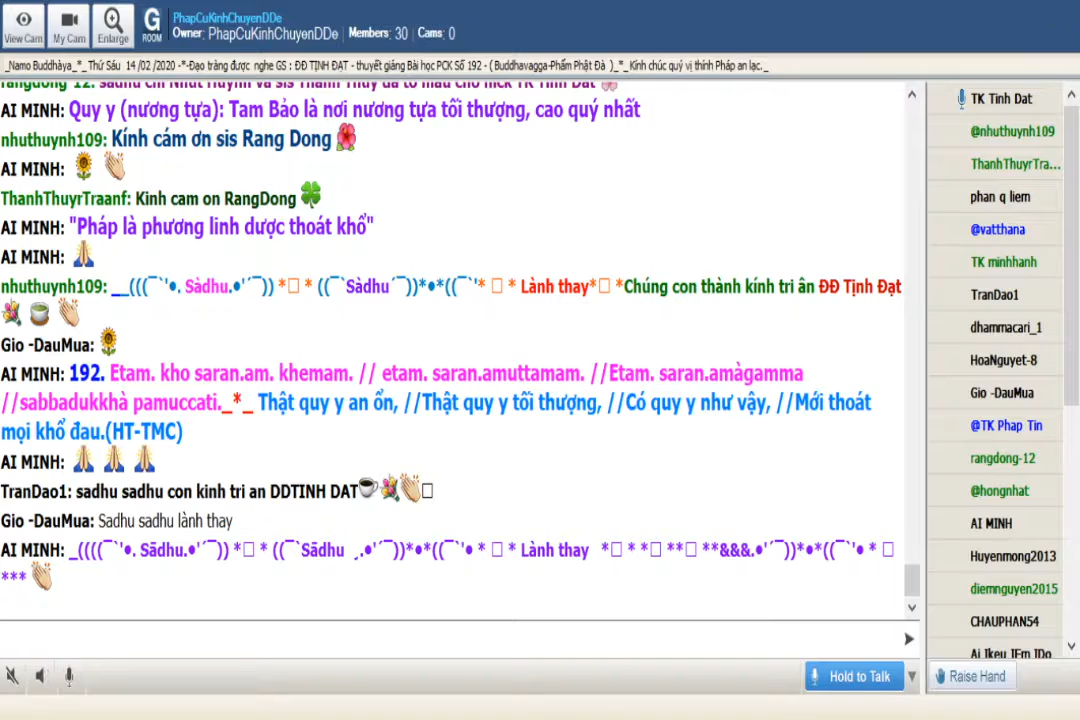 View Cam
My Cam
Enlarge
G
ROOM
PhapCuKinhChuyenDDe
Owner: PhapCuKinhChuyenDDe Members: 30 Cams: 0
_Namo Buddhàya_*_ Thứ Sáu 14 /02 /2020 -*-Đạo tràng được nghe GS : ĐĐ TỊNH ĐẠT - thuyết giảng Bài học PCK Số 192 - ( Buddhavagga-Phẩm Phật Đà )_*_Kính chúc quý vị thính Pháp an lạc._
AI MINH: Quy y (nương tựa): Tam Bảo là nơi nương tựa tối thượng, cao quý nhất
nhuthuynh109: Kính cám ơn sis Rang Dong
AI MINH:
ThanhThuyrTraanf: Kinh cam on RangDong
AI MINH: "Pháp là phương linh dược thoát khổ"
AI MINH:
nhuthuynh109: __(((¯`'•. Sàdhu.•'´¯)) *□ * ((¯`Sàdhu´¯))*•*((¯`'* □ * Lành thay*□ *Chúng con thành kính tri ân ĐĐ Tịnh Đạt
Gio -DauMua:
AI MINH: 192. Etam. kho saran.am. khemam. // etam. saran.amuttamam. //Etam. saran.amàgamma
//sabbadukkhà pamuccati._*_ Thật quy y an ổn, //Thật quy y tối thượng, //Có quy y như vậy, //Mới thoát
mọi khổ đau.(HT-TMC)
AI MINH:
TranDao1: sadhu sadhu con kinh tri an DDTINH DAT
Gio -DauMua: Sadhu sadhu lành thay
AI MINH: _((((¯`'•. Sādhu.•'´¯)) *□ * ((¯`Sādhu ¸.•'´¯))*•*((¯`'• * □ * Lành thay *□ * *□ **□ **&&&.•'´¯))*•*((¯`'• * □
***
Hold to Talk
TK Tinh Dat
@nhuthuynh109
ThanhThuyrTra...
phan q liem
@vatthana
TK minhhanh
TranDao1
dhammacari_1
HoaNguyet-8
Gio -DauMua
@TK Phap Tin
rangdong-12
@hongnhat
AI MINH
Huyenmong2013
diemnguyen2015
CHAUPHAN54
Raise Hand